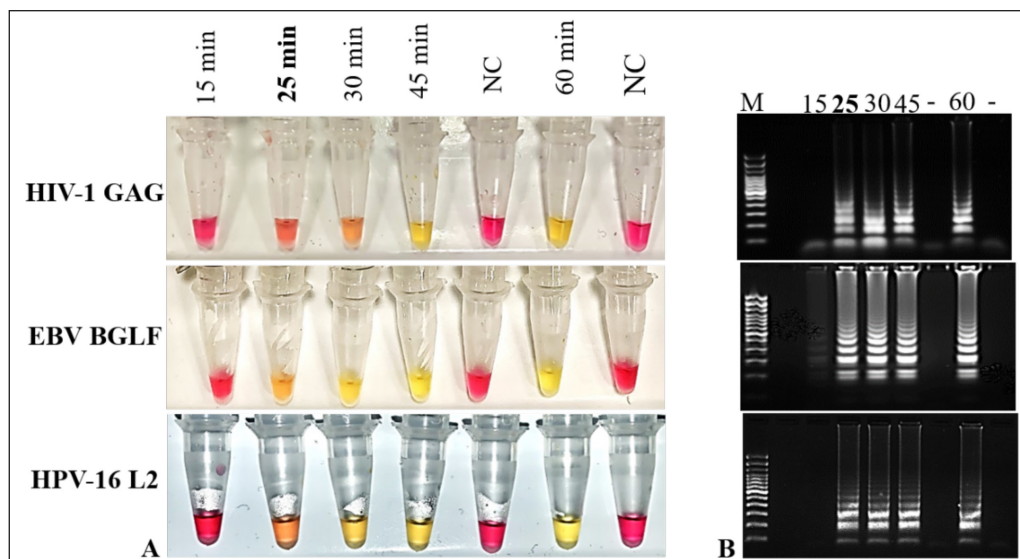 15 min
25 min
30 min
45 min
NC
60 min
NC
M 15 25 30 45 - 60 -
HIV-1 GAG
EBV BGLF
HPV-16 L2
A
B